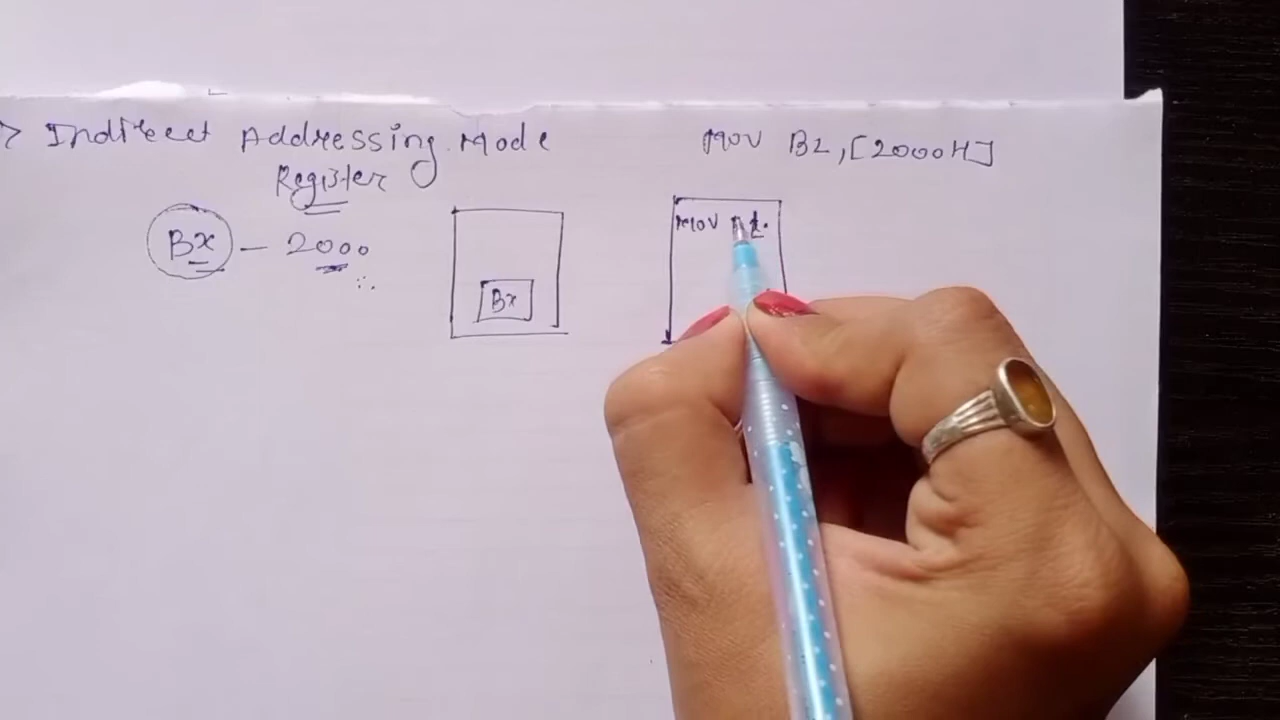 Indirect Addressing Mode
Register
MOV BL, [2000H]
Bx - 2000
Bx
MOV